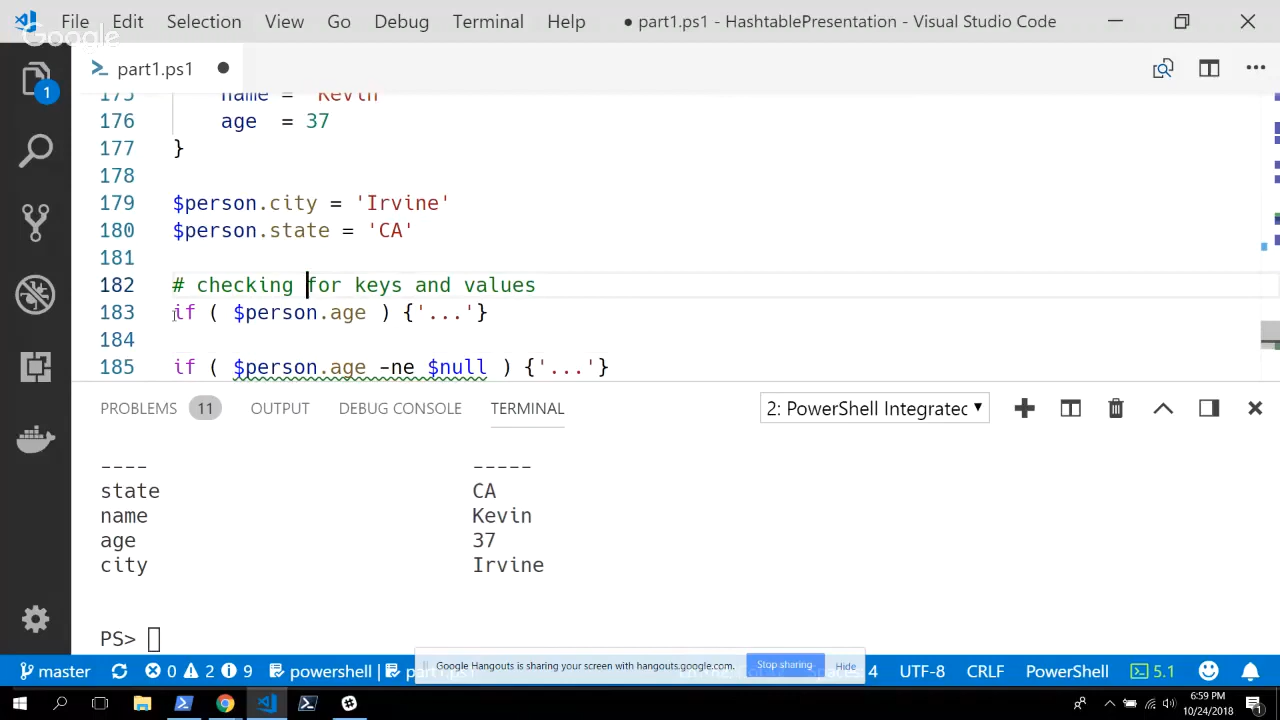 File Edit Selection View Go Debug Terminal Help ● part1.ps1 - HashtablePresentation - Visual Studio Code
Google
part1.ps1
1
175 name = 'Kevin'
176 age = 37
177 }
178
179 $person.city = 'Irvine'
180 $person.state = 'CA'
181
182 # checking for keys and values
183 if ( $person.age ) {'...'}
184
185 if ( $person.age -ne $null ) {'...'}
PROBLEMS 11 OUTPUT DEBUG CONSOLE TERMINAL 2: PowerShell Integrated
---- -----
state CA
name Kevin
age 37
city Irvine
PS>
Google Hangouts is sharing your screen with hangouts.google.com. Stop sharing Hide
master 0 2 9 powershell part1.ps1 4 UTF-8 CRLF PowerShell 5.1
6:59 PM
10/24/2018
1